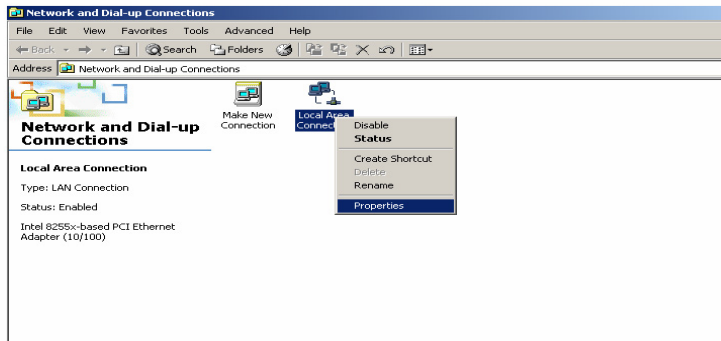 Network and Dial-up Connections
File Edit View Favorites Tools Advanced Help
Back Search Folders
Address Network and Dial-up Connections
Network and Dial-up
Connections
Local Area Connection
Type: LAN Connection
Status: Enabled
Intel 8255x-based PCI Ethernet
Adapter (10/100)
Make New
Connection
Local Area
Connect
Disable
Status
Create Shortcut
Delete
Rename
Properties